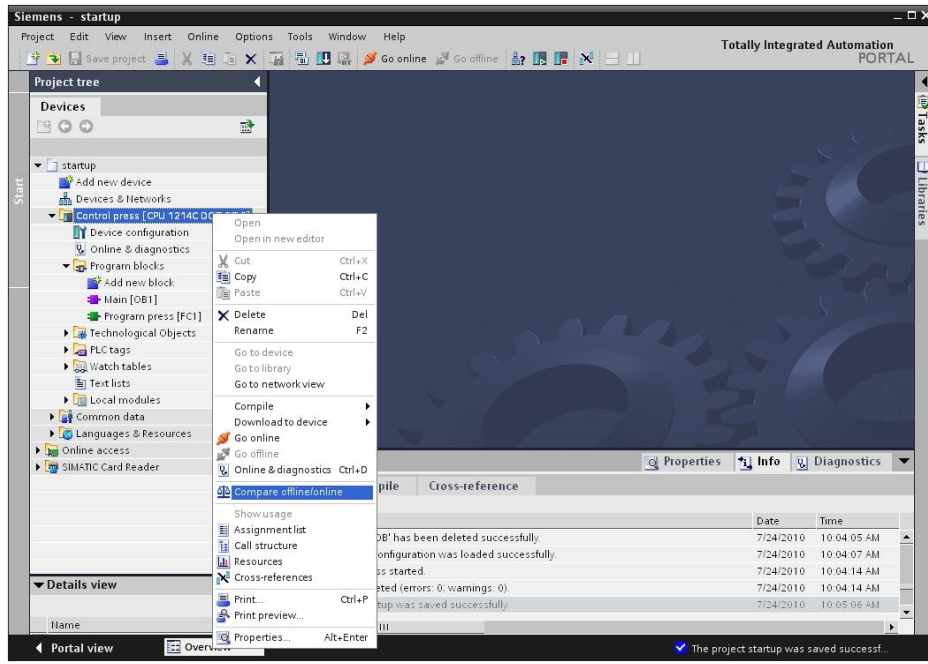 Siemens - startup
Project Edit View Insert Online Options Tools Window Help
Totally Integrated Automation
PORTAL
Save project Go online Go offline
Project tree
Devices
Start
Tasks
Libraries
startup
Add new device
Devices & Networks
Control press [CPU 1214C
Device configuration
Online & diagnostics
Program blocks
Add new block
Main [OB1]
Program press [FC1]
Technological Objects
PLC tags
Watch tables
Text lists
Local modules
Common data
Languages & Resources
Online access
SIMATIC Card Reader
Open
Open in new editor
Cut Ctrl+X
Copy Ctrl+C
Paste Ctrl+V
Delete Del
Rename F2
Go to device
Go to library
Go to network view
Compile
Download to device
Go online
Go offline
Online & diagnostics Ctrl+D
Compare offline/online
Show usage
Assignment list
Call structure
Resources
Cross-references
Print... Ctrl+P
Print preview...
Properties... Alt+Enter
Properties Info Diagnostics
pile Cross-reference
Date Time
DB' has been deleted successfully. 7/24/2010 10:04:05 AM
onfiguration was loaded successfully. 7/24/2010 10:04:07 AM
ss started. 7/24/2010 10:04:14 AM
eted (errors: 0; warnings: 0). 7/24/2010 10:04:14 AM
tup was saved successfully. 7/24/2010 10:05:06 AM
Details view
Name
Portal view Overview The project startup was saved successf...